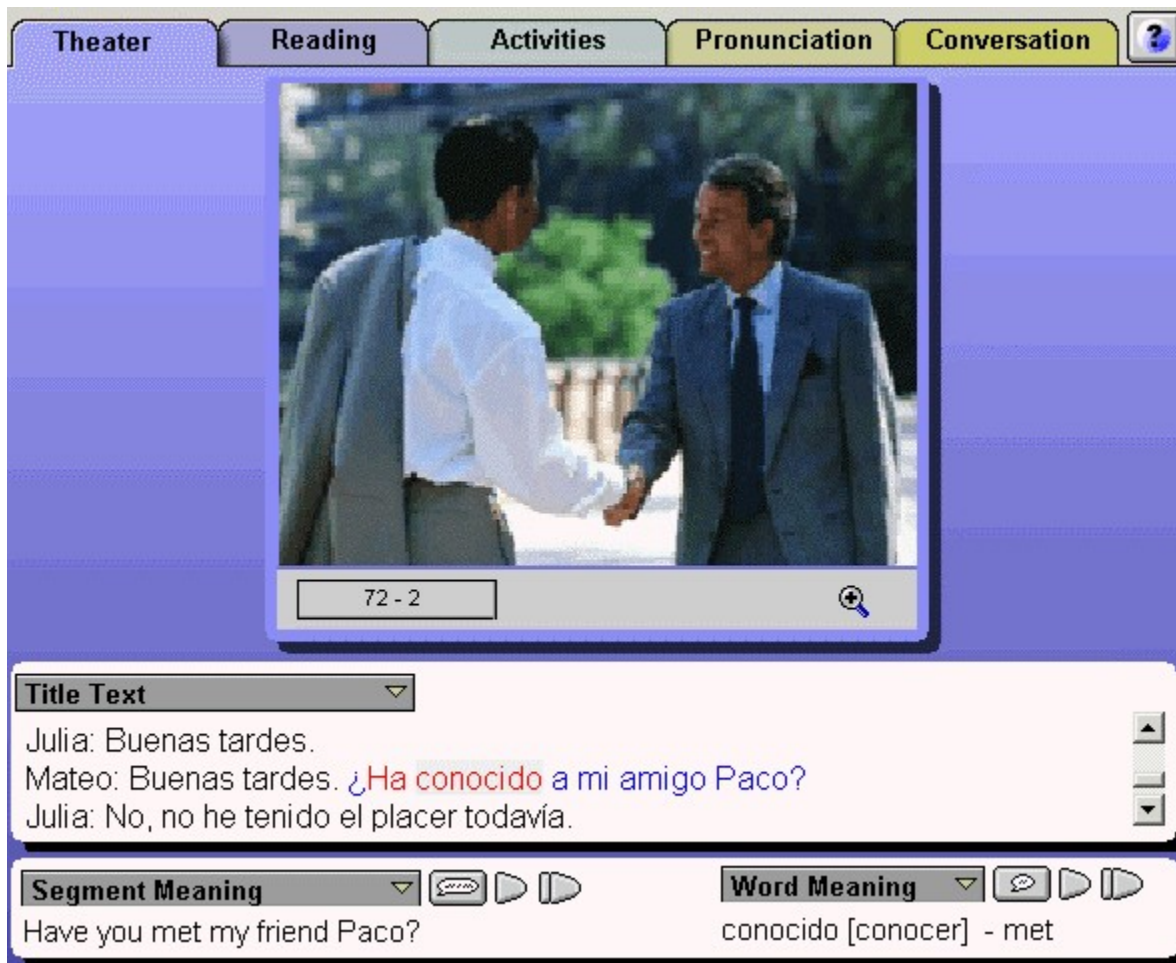 Theater Reading Activities Pronunciation Conversation ?
72 - 2
Title Text
Julia: Buenas tardes.
Mateo: Buenas tardes. ¿Ha conocido a mi amigo Paco?
Julia: No, no he tenido el placer todavía.
Segment Meaning Word Meaning
Have you met my friend Paco? conocido [conocer] - met